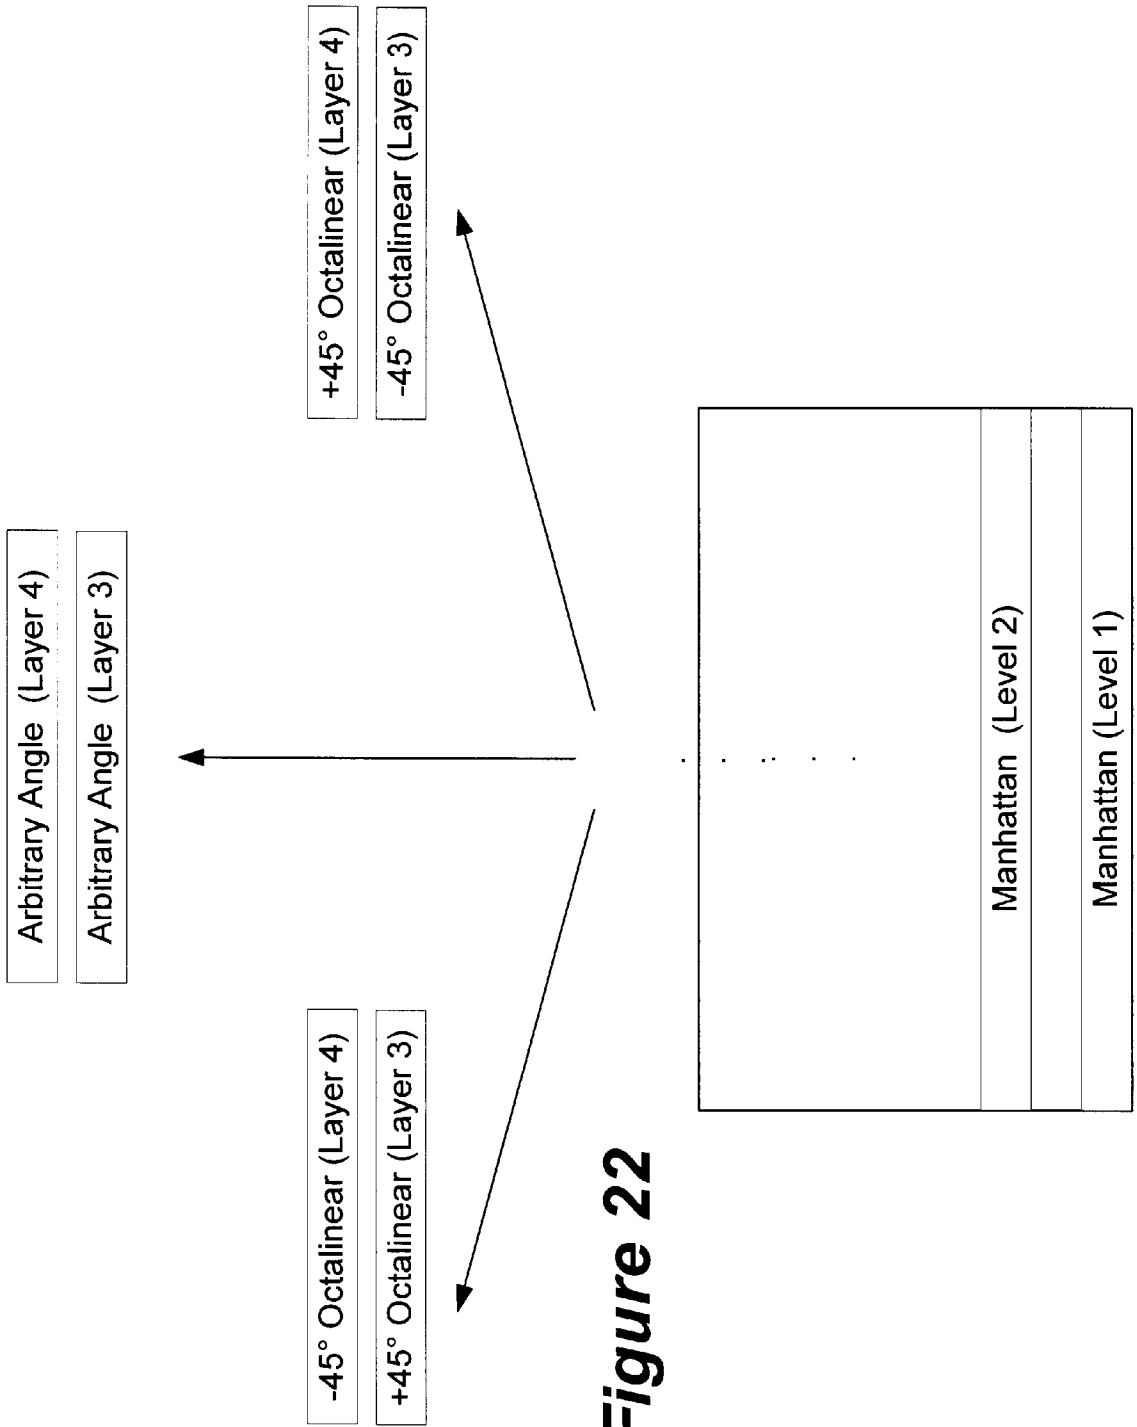 Arbitrary Angle (Layer 4)
Arbitrary Angle (Layer 3)
-45° Octalinear (Layer 4)
+45° Octalinear (Layer 3)
+45° Octalinear (Layer 4)
-45° Octalinear (Layer 3)
Manhattan (Level 2)
Manhattan (Level 1)
Figure 22